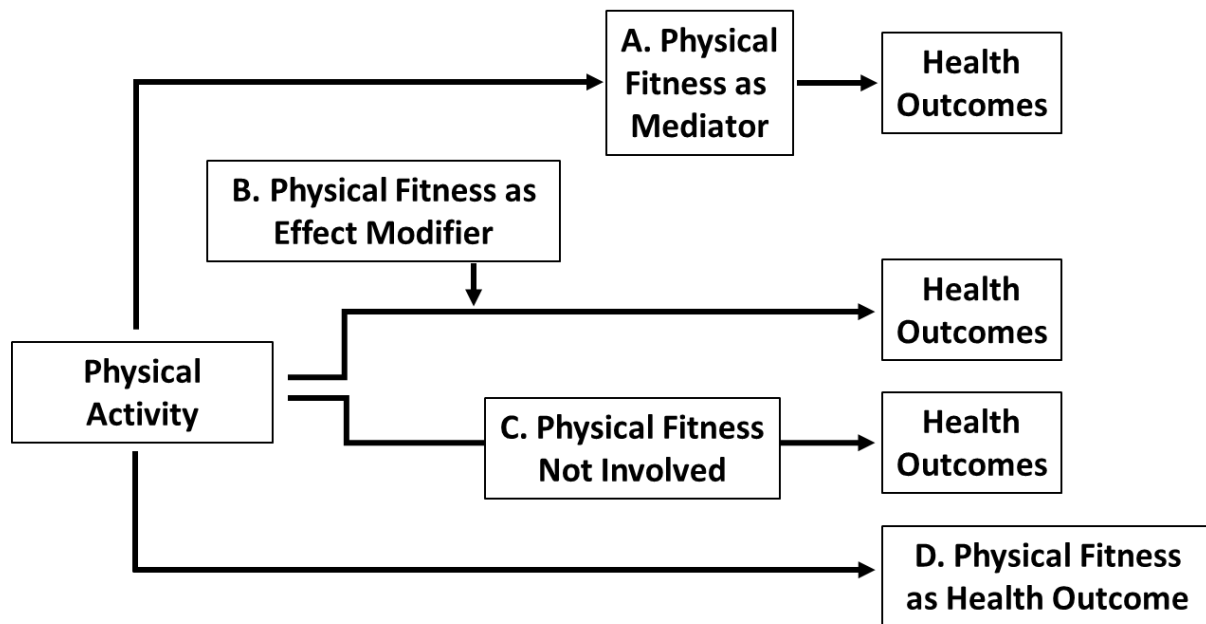 A. Physical
Fitness as
Mediator
Health
Outcomes
B. Physical Fitness as
Effect Modifier
Health
Outcomes
Physical
Activity
C. Physical Fitness
Not Involved
Health
Outcomes
D. Physical Fitness
as Health Outcome